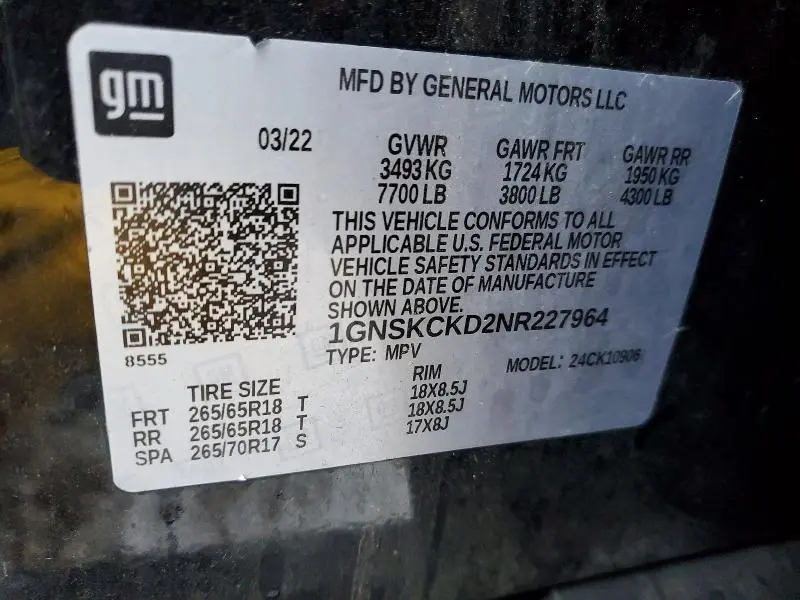 gm
MFD BY GENERAL MOTORS LLC
03/22 GVWR GAWR FRT GAWR RR
3493 KG 1724 KG 1950 KG
7700 LB 3800 LB 4300 LB
THIS VEHICLE CONFORMS TO ALL
APPLICABLE U.S. FEDERAL MOTOR
VEHICLE SAFETY STANDARDS IN EFFECT
ON THE DATE OF MANUFACTURE
SHOWN ABOVE.
1GNSKCKD2NR227964
8555
TYPE: MPV MODEL: 24CK10906
TIRE SIZE RIM
FRT 265/65R18 T 18X8.5J
RR 265/65R18 T 18X8.5J
SPA 265/70R17 S 17X8J